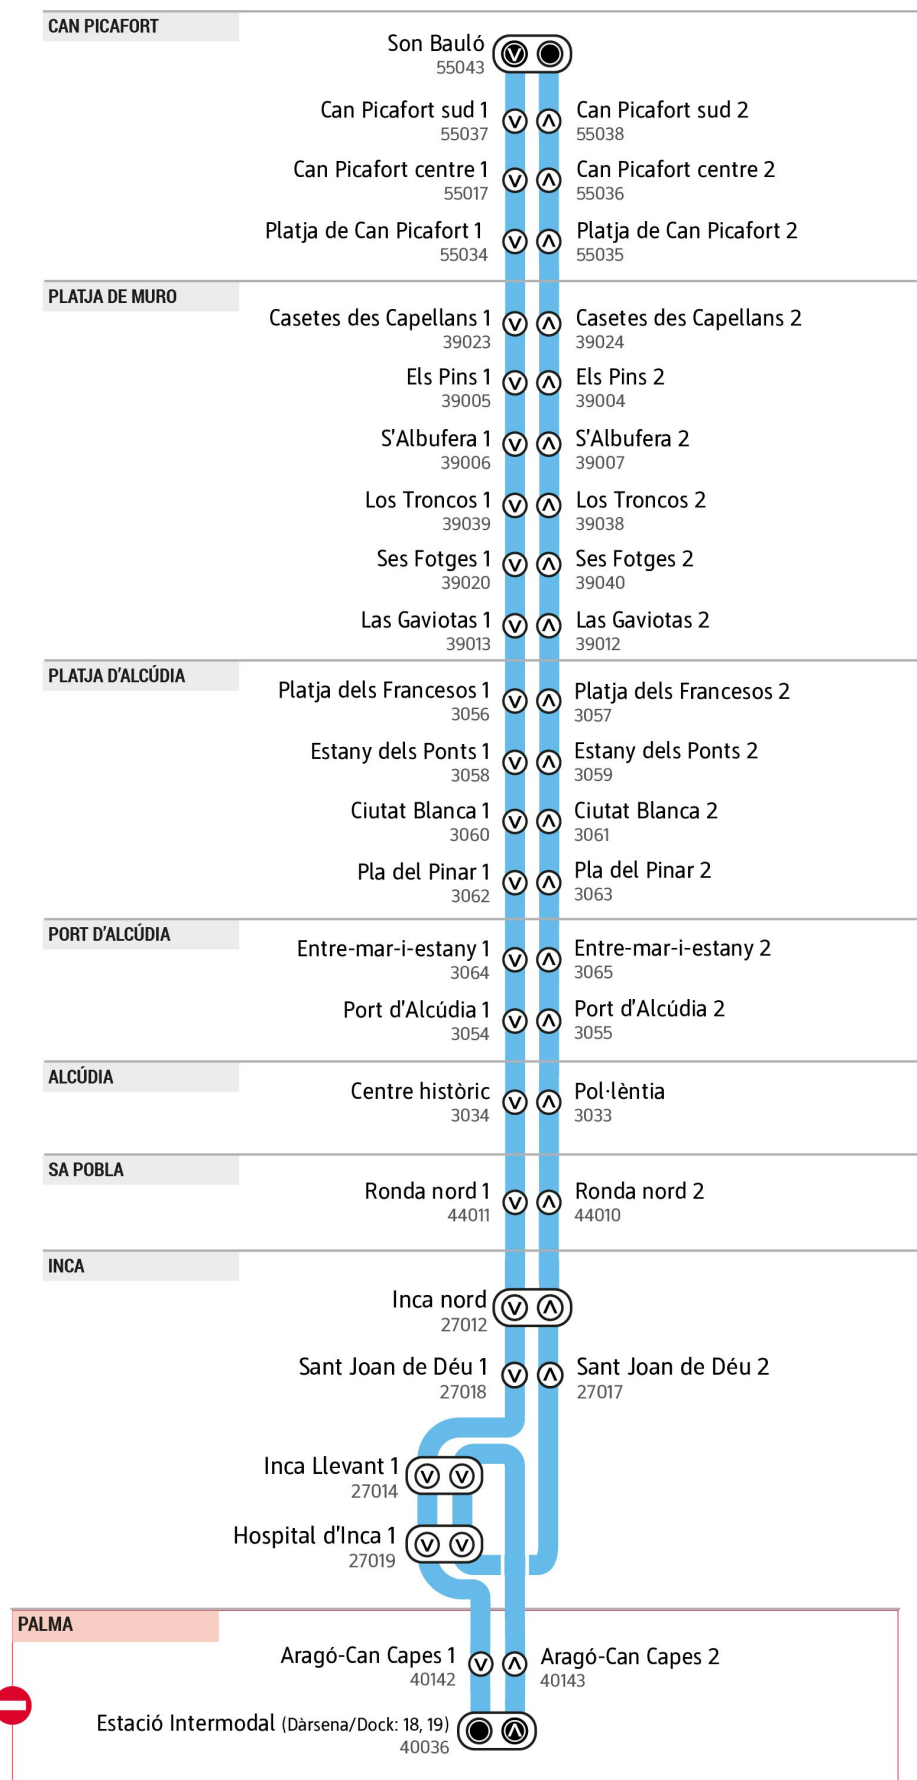 CAN PICAFORT
Son Bauló
55043
Can Picafort sud 1
55037
Can Picafort sud 2
55038
Can Picafort centre 1
55017
Can Picafort centre 2
55036
Platja de Can Picafort 1
55034
Platja de Can Picafort 2
55035
PLATJA DE MURO
Casetes des Capellans 1
39023
Casetes des Capellans 2
39024
Els Pins 1
39005
Els Pins 2
39004
S'Albufera 1
39006
S'Albufera 2
39007
Los Troncos 1
39039
Los Troncos 2
39038
Ses Fotges 1
39020
Ses Fotges 2
39040
Las Gaviotas 1
39013
Las Gaviotas 2
39012
PLATJA D'ALCÚDIA
Platja dels Francesos 1
3056
Platja dels Francesos 2
3057
Estany dels Ponts 1
3058
Estany dels Ponts 2
3059
Ciutat Blanca 1
3060
Ciutat Blanca 2
3061
Pla del Pinar 1
3062
Pla del Pinar 2
3063
PORT D'ALCÚDIA
Entre-mar-i-estany 1
3064
Entre-mar-i-estany 2
3065
Port d'Alcúdia 1
3054
Port d'Alcúdia 2
3055
ALCÚDIA
Centre històric
3034
Pol·lèntia
3033
SA POBLA
Ronda nord 1
44011
Ronda nord 2
44010
INCA
Inca nord
27012
Sant Joan de Déu 1
27018
Sant Joan de Déu 2
27017
Inca Llevant 1
27014
Hospital d'Inca 1
27019
PALMA
Aragó-Can Capes 1
40142
Aragó-Can Capes 2
40143
Estació Intermodal (Dàrsena/Dock: 18, 19)
40036